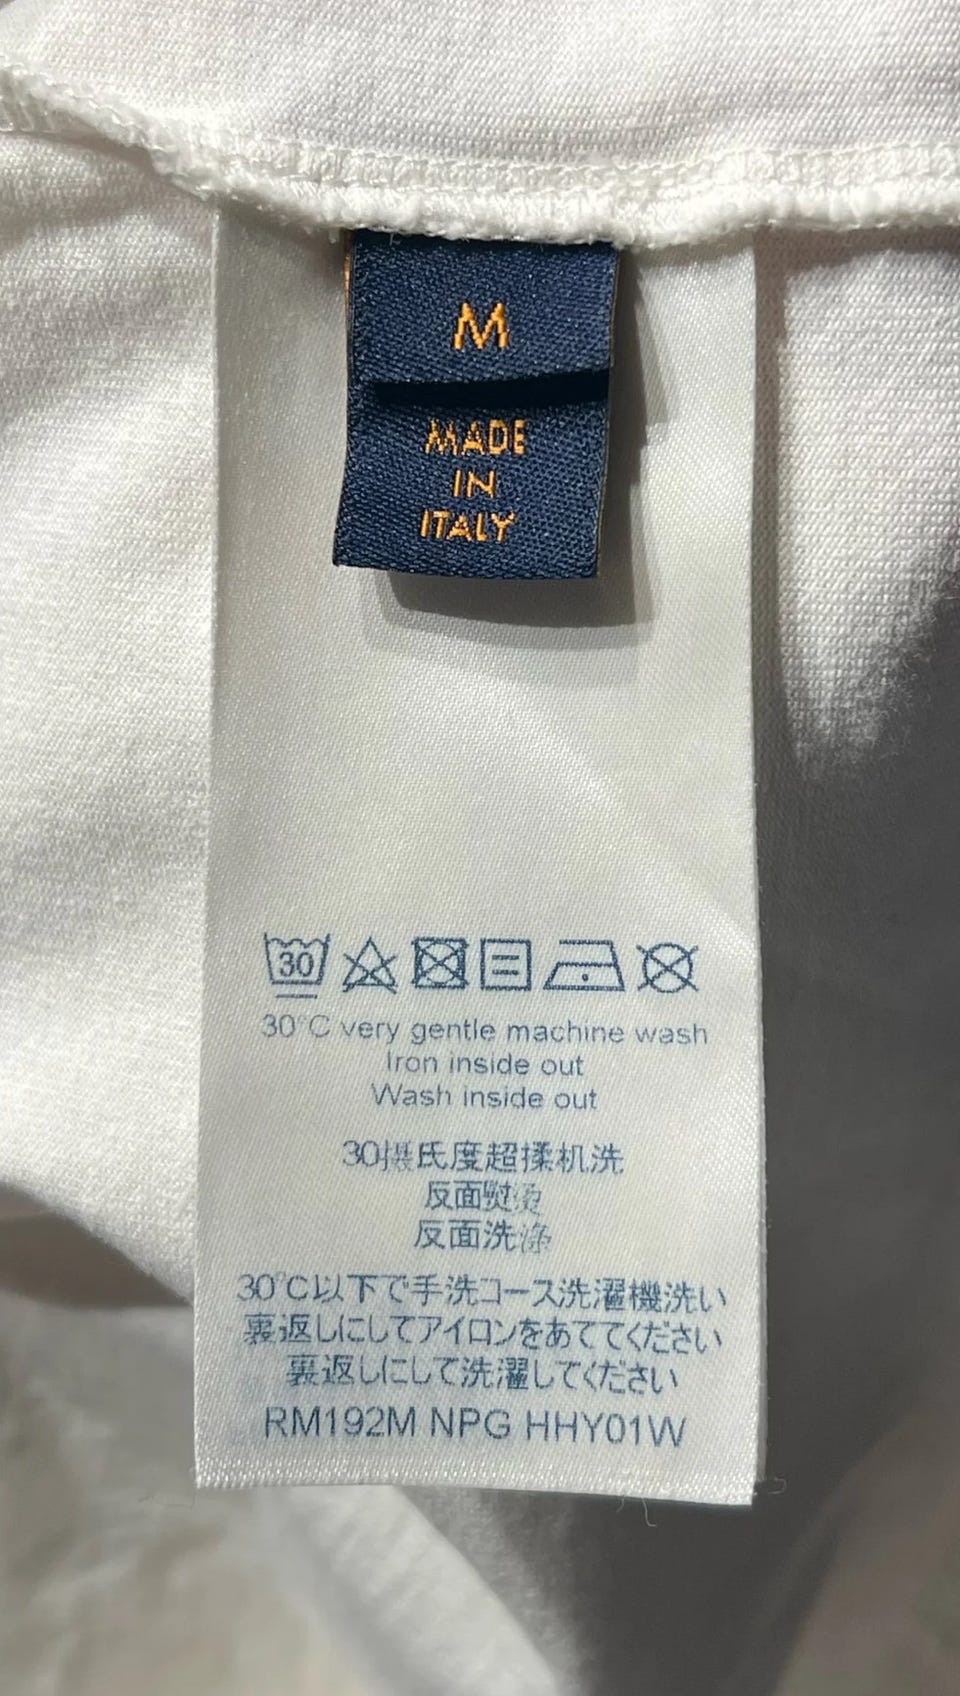 M
MADE
IN
ITALY
30
30°C very gentle machine wash
Iron inside out
Wash inside out
30摄氏度超揉机洗
反面熨烫
反面洗涤
30°C以下で手洗コース洗濯機洗い
裏返しにしてアイロンをあててください
裏返しにして洗濯してください
RM192M NPG HHY01W